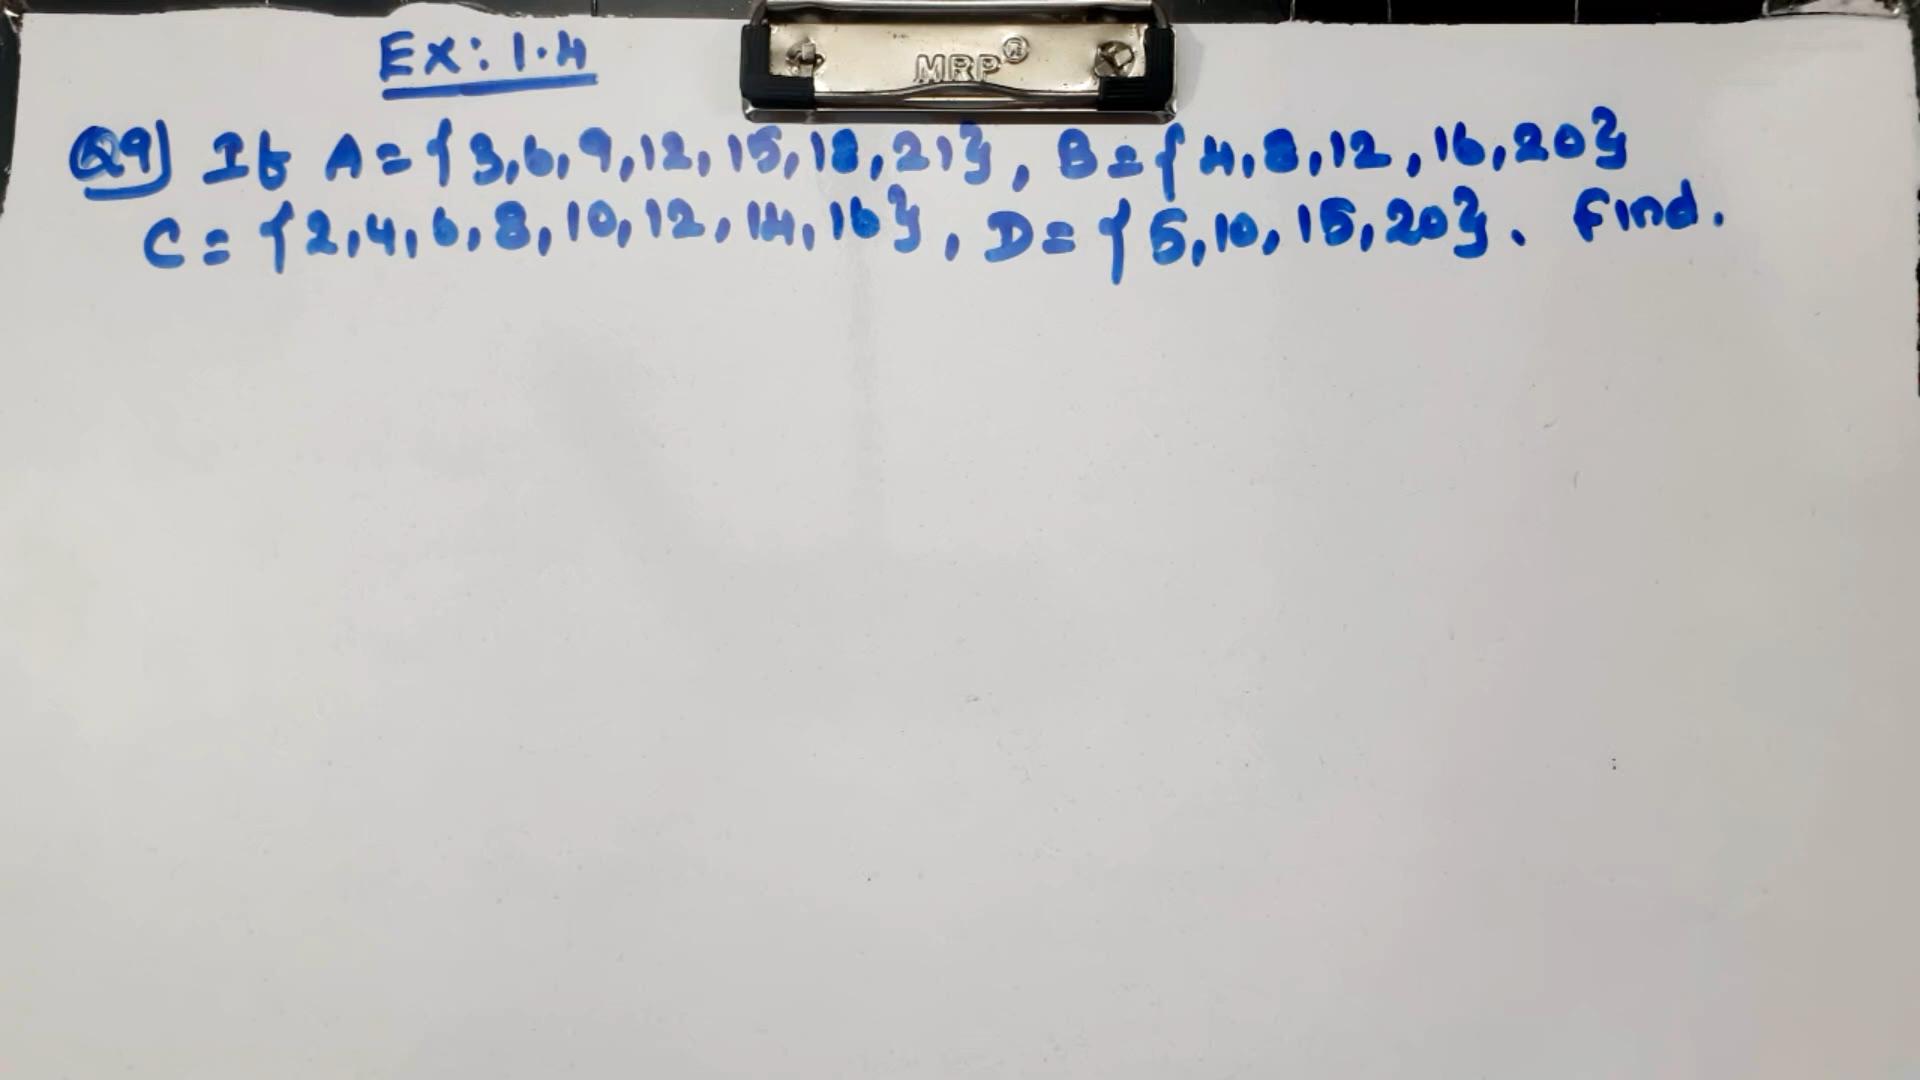 Ex: 1.4
MRP®
Q9) If A = {3,6,9,12,15,18,21}, B = {4,8,12,16,20}
C = {2,4,6,8,10,12,14,16}, D = {5,10,15,20}. Find.